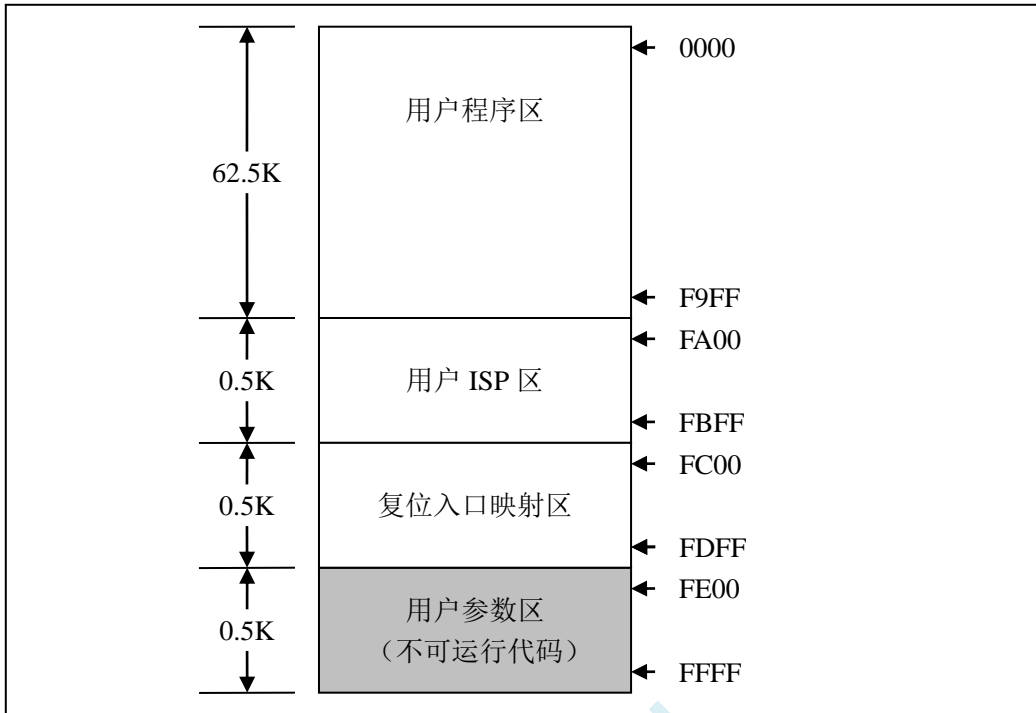 0000
用户程序区
62.5K
F9FF
FA00
用户 ISP 区
0.5K
FBFF
FC00
复位入口映射区
0.5K
FDFF
FE00
用户参数区
0.5K
（不可运行代码）
FFFF